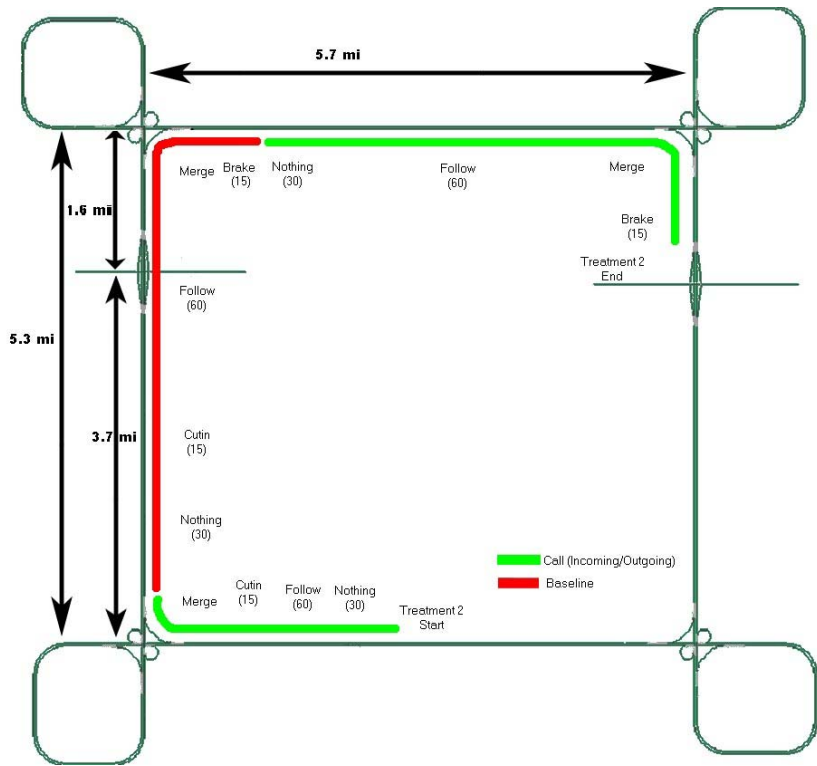 5.7 mi
Merge
Brake
(15)
Nothing
(30)
Follow
(60)
Merge
1.6 mi
Brake
(15)
Treatment 2
End
Follow
(60)
5.3 mi
3.7 mi
Cutin
(15)
Nothing
(30)
Call (Incoming/Outgoing)
Baseline
Merge
Cutin
(15)
Follow
(60)
Nothing
(30)
Treatment 2
Start